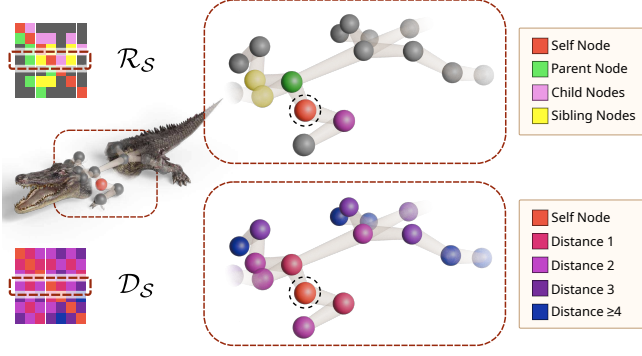 ℛ_𝒮
Self Node
Parent Node
Child Nodes
Sibling Nodes
𝒟_𝒮
Self Node
Distance 1
Distance 2
Distance 3
Distance ≥4